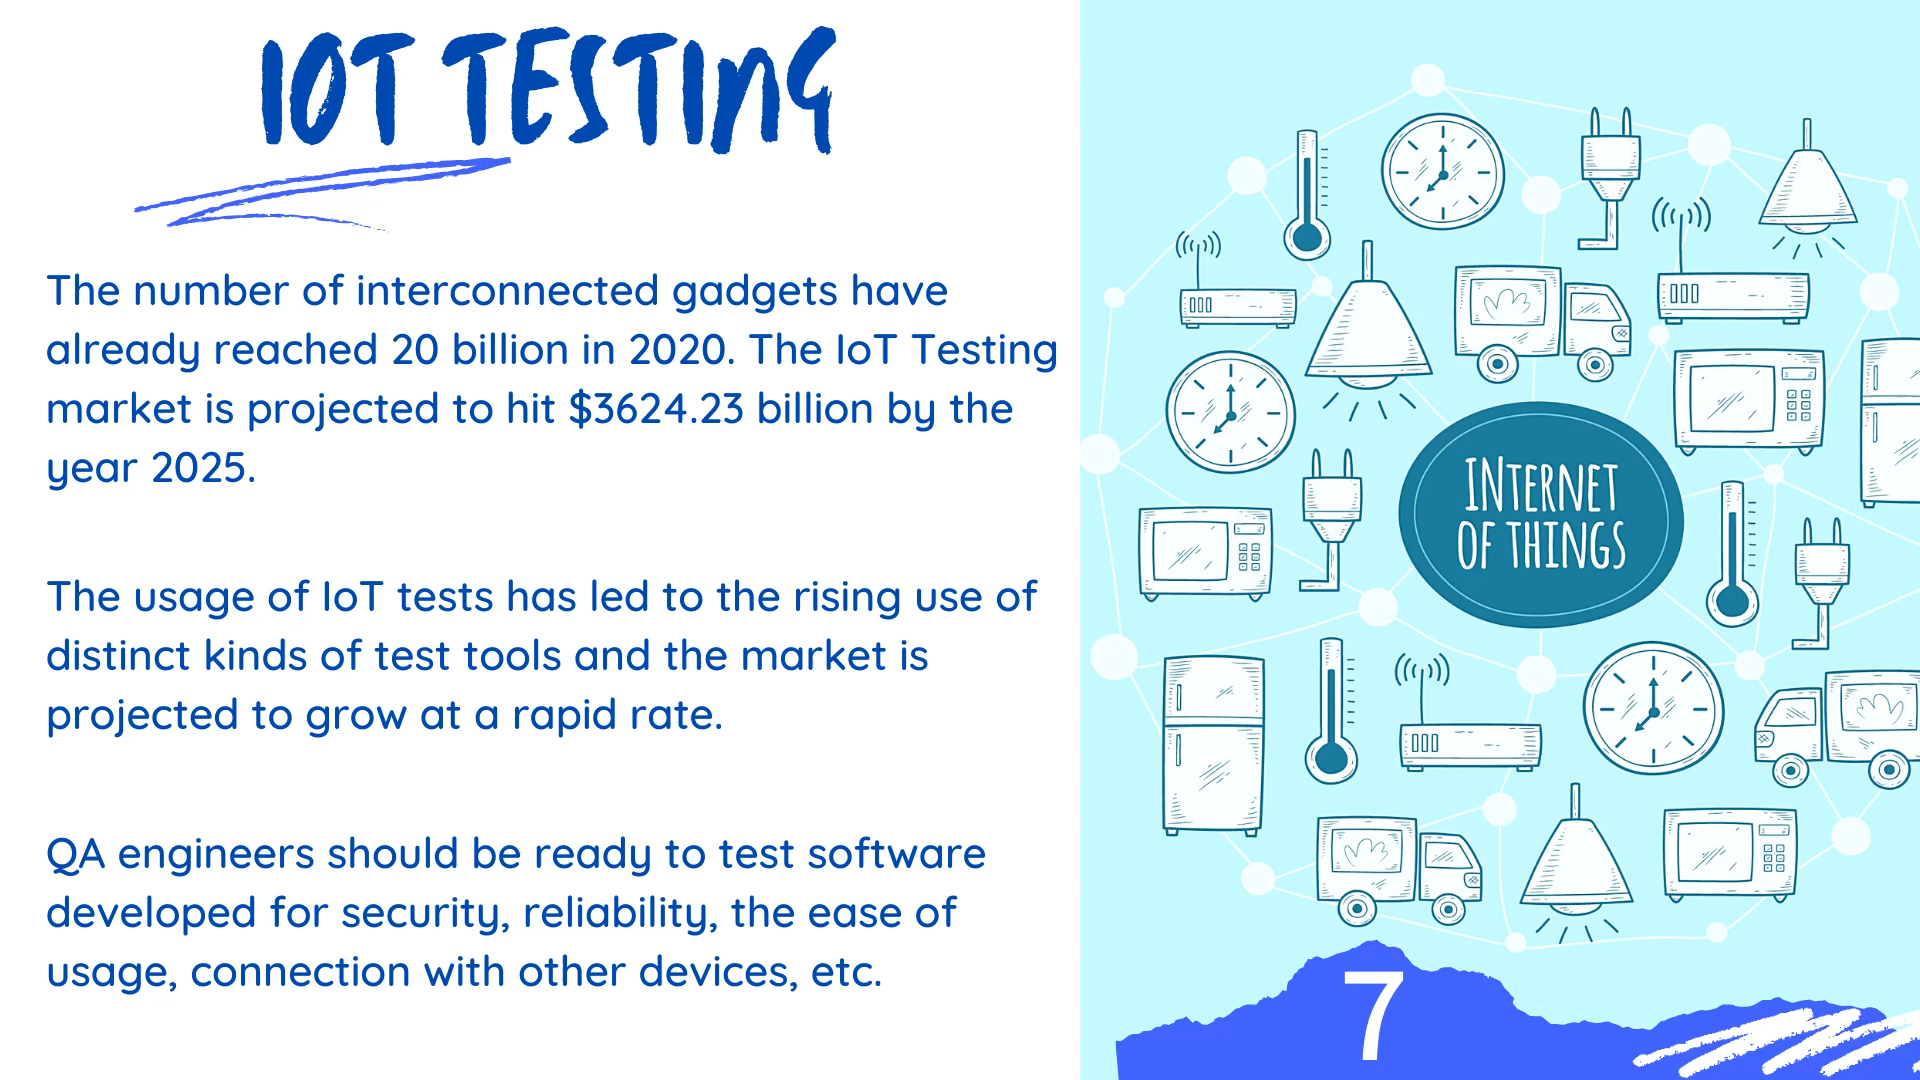 IOT TESTING
The number of interconnected gadgets have
already reached 20 billion in 2020. The IoT Testing
market is projected to hit $3624.23 billion by the
year 2025.
The usage of IoT tests has led to the rising use of
distinct kinds of test tools and the market is
projected to grow at a rapid rate.
QA engineers should be ready to test software
developed for security, reliability, the ease of
usage, connection with other devices, etc.
INTERNET
OF THINGS
7